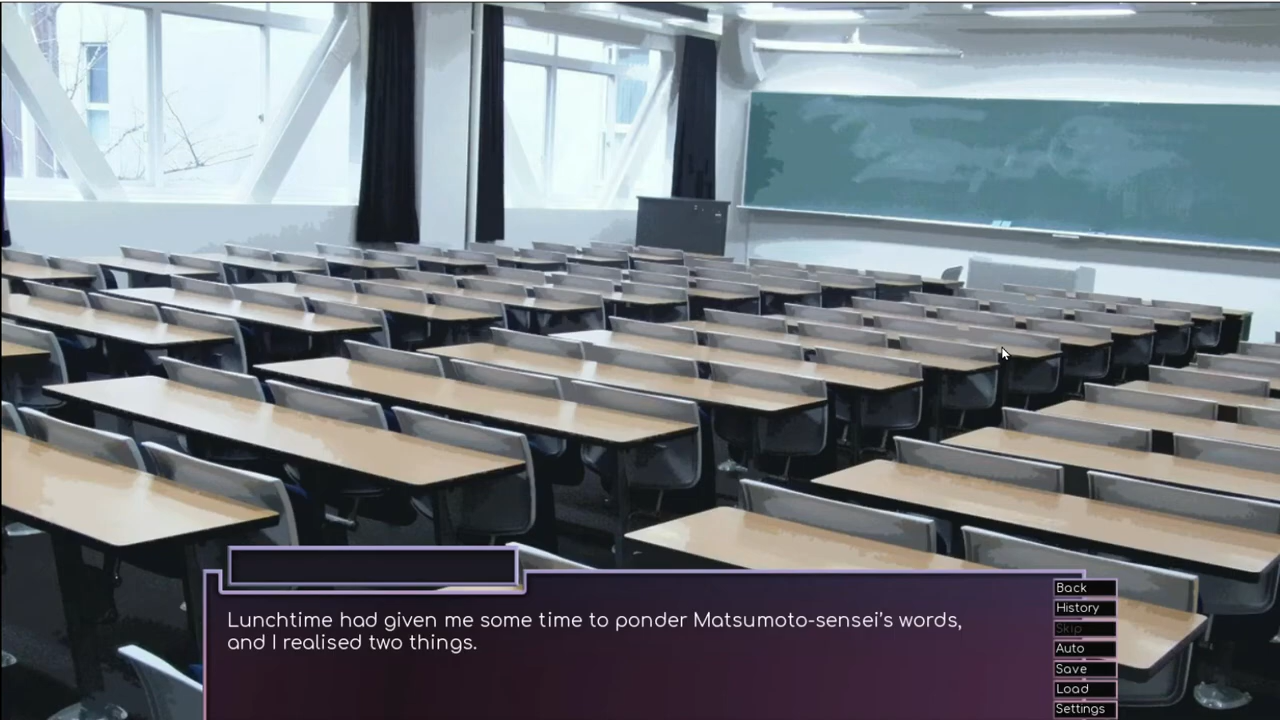 Lunchtime had given me some time to ponder Matsumoto-sensei's words,
and I realised two things.
Back
History
Skip
Auto
Save
Load
Settings